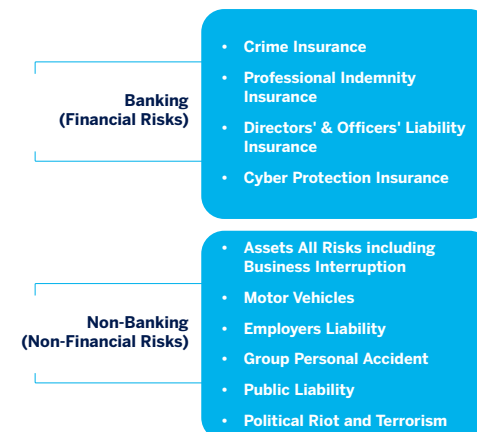 Banking
(Financial Risks)
• Crime Insurance
• Professional Indemnity
Insurance
• Directors' & Officers' Liability
Insurance
• Cyber Protection Insurance
Non-Banking
(Non-Financial Risks)
• Assets All Risks including
Business Interruption
• Motor Vehicles
• Employers Liability
• Group Personal Accident
• Public Liability
• Political Riot and Terrorism